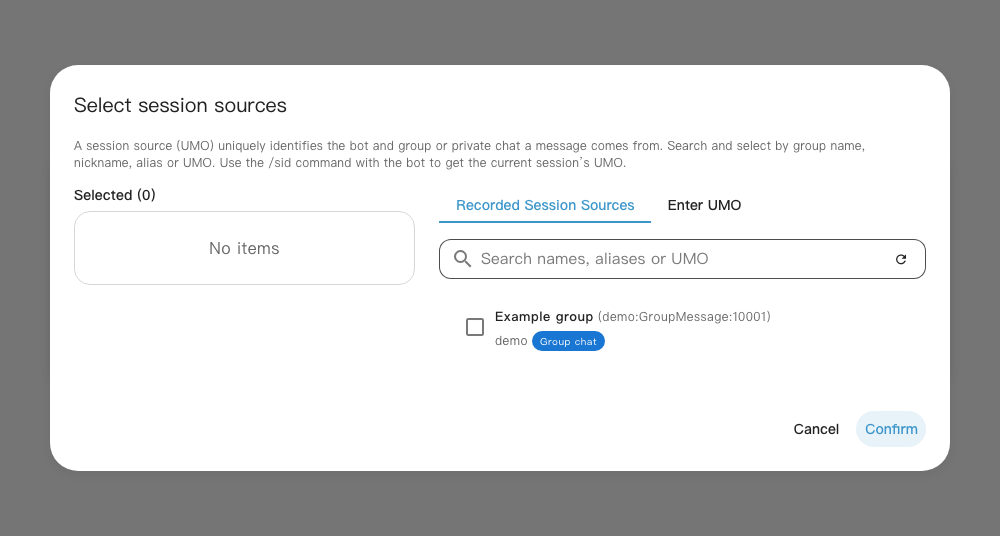 Select session sources
A session source (UMO) uniquely identifies the bot and group or private chat a message comes from. Search and select by group name,
nickname, alias or UMO. Use the /sid command with the bot to get the current session's UMO.
Selected (0)
No items
Recorded Session Sources
Enter UMO
Search names, aliases or UMO
Example group (demo:GroupMessage:10001)
demo Group chat
Cancel
Confirm